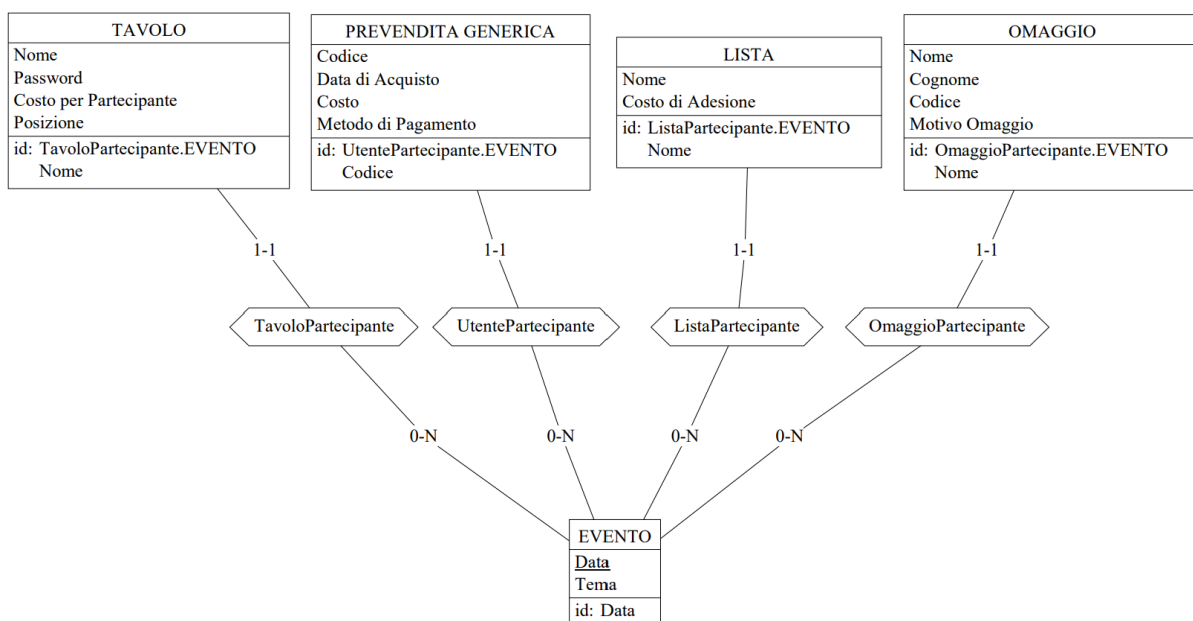 TAVOLO
Nome
Password
Costo per Partecipante
Posizione
id: TavoloPartecipante.EVENTO
Nome
PREVENDITA GENERICA
Codice
Data di Acquisto
Costo
Metodo di Pagamento
id: UtentePartecipante.EVENTO
Codice
LISTA
Nome
Costo di Adesione
id: ListaPartecipante.EVENTO
Nome
OMAGGIO
Nome
Cognome
Codice
Motivo Omaggio
id: OmaggioPartecipante.EVENTO
Nome
1-1
1-1
1-1
1-1
TavoloPartecipante
UtentePartecipante
ListaPartecipante
OmaggioPartecipante
0-N
0-N
0-N
0-N
EVENTO
Data
Tema
id: Data